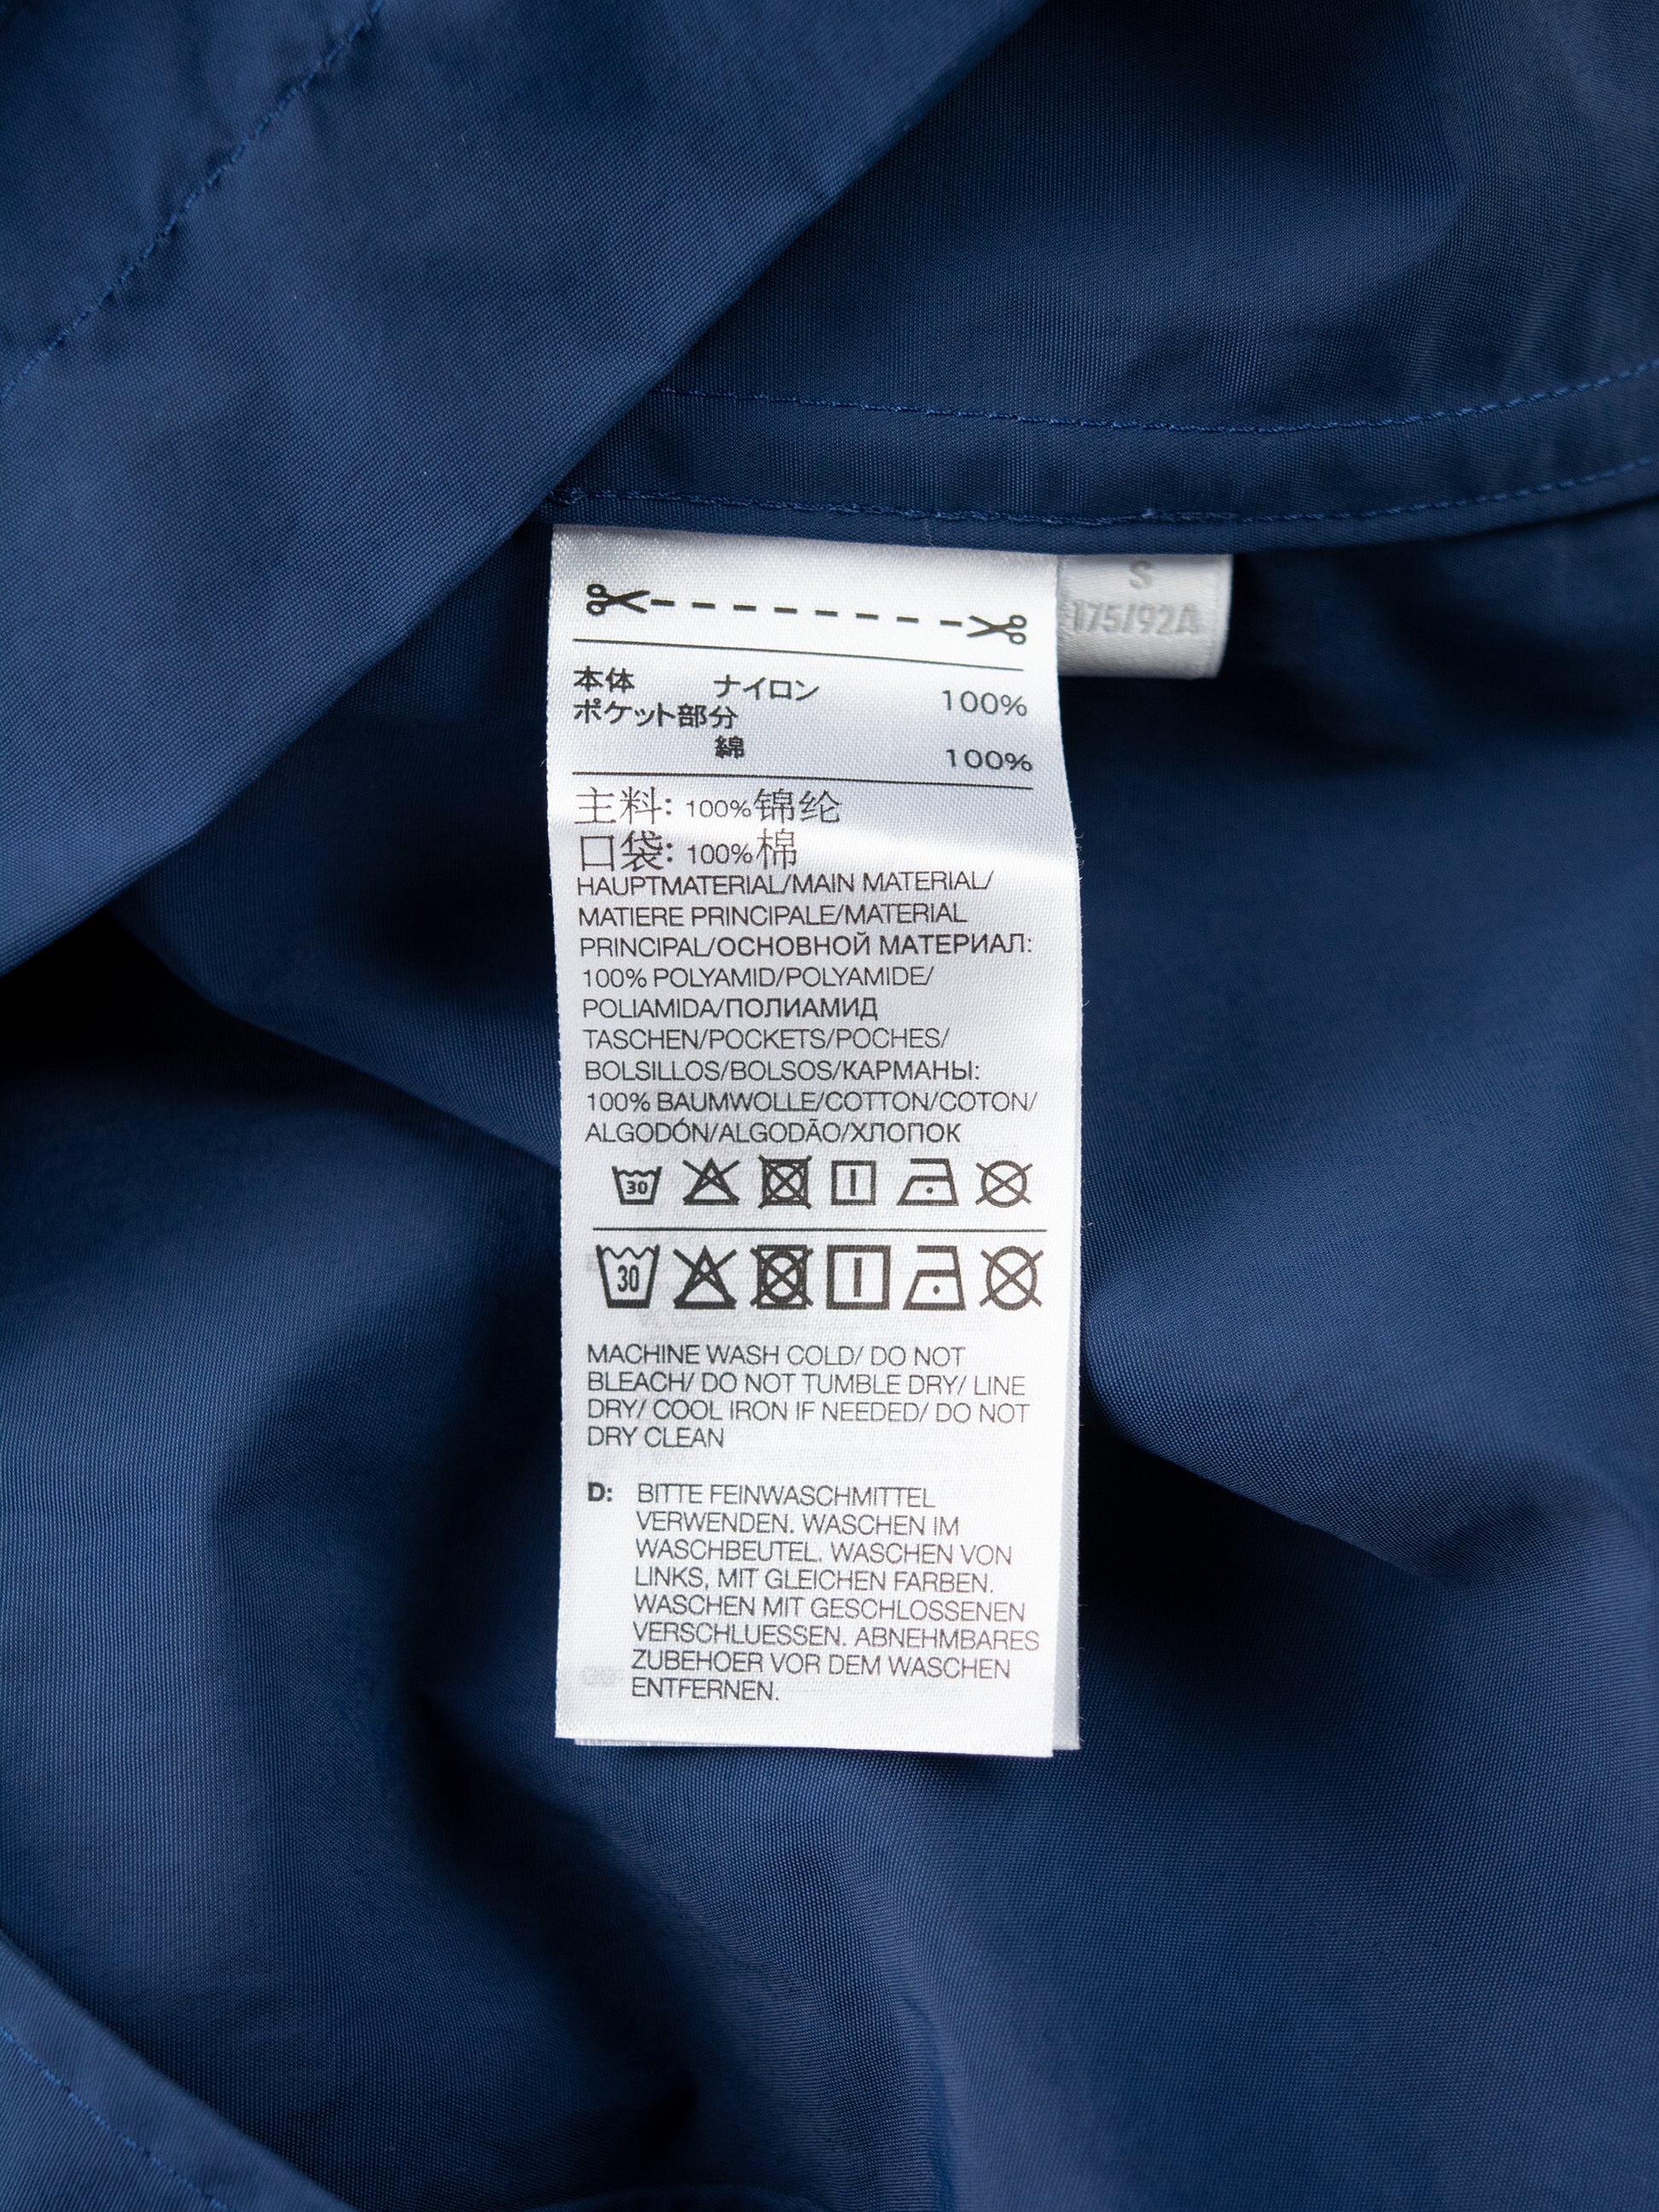 S
175/92A
本体 ナイロン 100%
ポケット部分
綿 100%
主料: 100%锦纶
口袋: 100%棉
HAUPTMATERIAL/MAIN MATERIAL/
MATIERE PRINCIPALE/MATERIAL
PRINCIPAL/ОСНОВНОЙ МАТЕРИАЛ:
100% POLYAMID/POLYAMIDE/
POLIAMIDA/ПОЛИАМИД
TASCHEN/POCKETS/POCHES/
BOLSILLOS/BOLSOS/КАРМАНЫ:
100% BAUMWOLLE/COTTON/COTON/
ALGODÓN/ALGODÃO/ХЛОПОК
30
30
MACHINE WASH COLD/ DO NOT
BLEACH/ DO NOT TUMBLE DRY/ LINE
DRY/ COOL IRON IF NEEDED/ DO NOT
DRY CLEAN
D: BITTE FEINWASCHMITTEL
VERWENDEN. WASCHEN IM
WASCHBEUTEL. WASCHEN VON
LINKS, MIT GLEICHEN FARBEN.
WASCHEN MIT GESCHLOSSENEN
VERSCHLUESSEN. ABNEHMBARES
ZUBEHOER VOR DEM WASCHEN
ENTFERNEN.